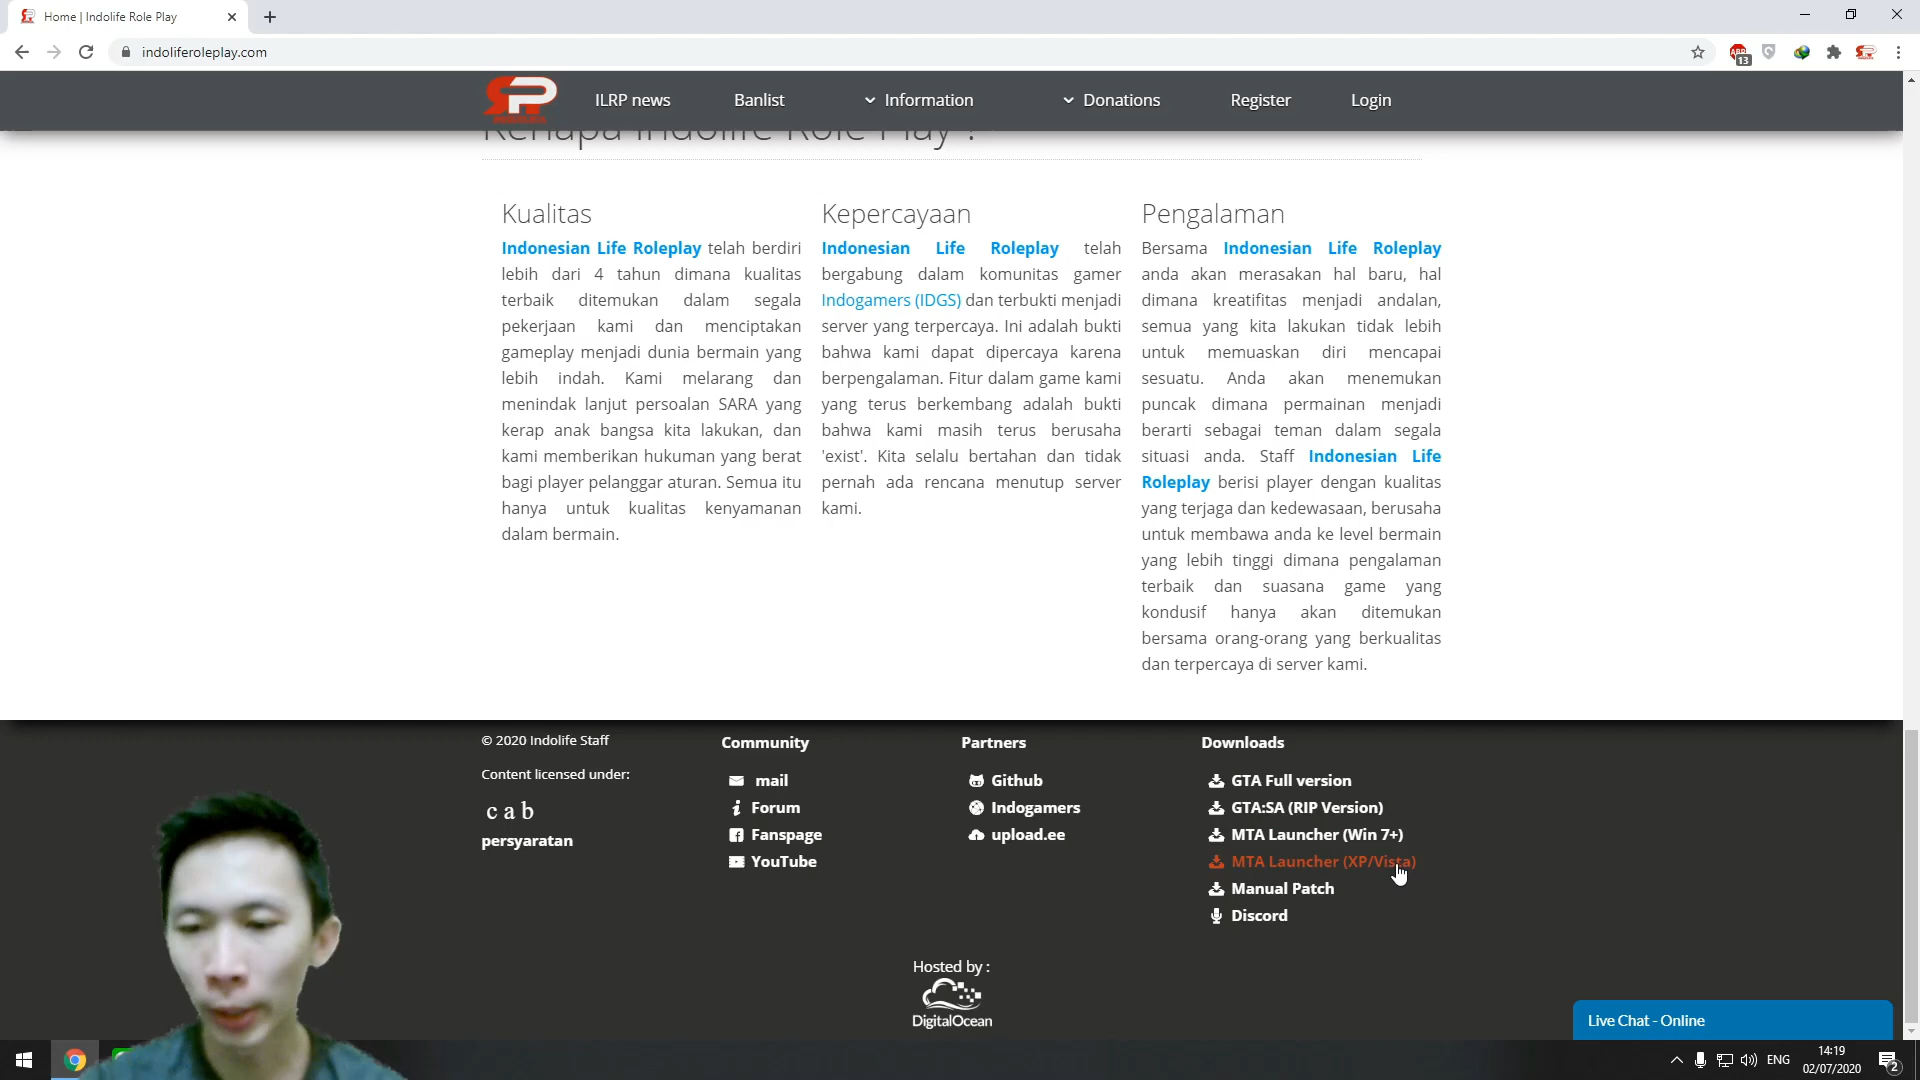 Home | Indolife Role Play
indoliferoleplay.com
ABP
13
ILRP news
Banlist
Information
Donations
Register
Login
Kenapa Indolife Role Play ?
Kualitas
Indonesian Life Roleplay telah berdiri
lebih dari 4 tahun dimana kualitas
terbaik ditemukan dalam segala
pekerjaan kami dan menciptakan
gameplay menjadi dunia bermain yang
lebih indah. Kami melarang dan
menindak lanjut persoalan SARA yang
kerap anak bangsa kita lakukan, dan
kami memberikan hukuman yang berat
bagi player pelanggar aturan. Semua itu
hanya untuk kualitas kenyamanan
dalam bermain.
Kepercayaan
Indonesian Life Roleplay telah
bergabung dalam komunitas gamer
Indogamers (IDGS) dan terbukti menjadi
server yang terpercaya. Ini adalah bukti
bahwa kami dapat dipercaya karena
berpengalaman. Fitur dalam game kami
yang terus berkembang adalah bukti
bahwa kami masih terus berusaha
'exist'. Kita selalu bertahan dan tidak
pernah ada rencana menutup server
kami.
Pengalaman
Bersama Indonesian Life Roleplay
anda akan merasakan hal baru, hal
dimana kreatifitas menjadi andalan,
semua yang kita lakukan tidak lebih
untuk memuaskan diri mencapai
sesuatu. Anda akan menemukan
puncak dimana permainan menjadi
berarti sebagai teman dalam segala
situasi anda. Staff Indonesian Life
Roleplay berisi player dengan kualitas
yang terjaga dan kedewasaan, berusaha
untuk membawa anda ke level bermain
yang lebih tinggi dimana pengalaman
terbaik dan suasana game yang
kondusif hanya akan ditemukan
bersama orang-orang yang berkualitas
dan terpercaya di server kami.
© 2020 Indolife Staff
Content licensed under:
c a b
persyaratan
Community
mail
Forum
Fanspage
YouTube
Partners
Github
Indogamers
upload.ee
Downloads
GTA Full version
GTA:SA (RIP Version)
MTA Launcher (Win 7+)
MTA Launcher (XP/Vista)
Manual Patch
Discord
Hosted by :
DigitalOcean
Live Chat - Online
ENG
14:19
02/07/2020
2